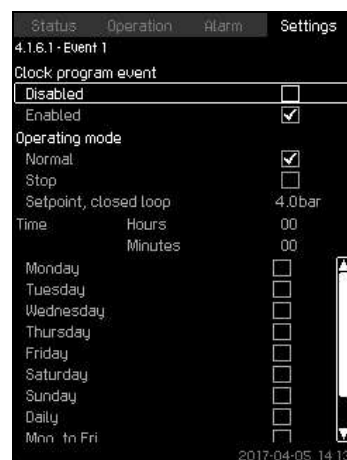 Status Operation Alarm Settings
4.1.6.1 - Event 1
Clock program event
Disabled
Enabled
Operating mode
Normal
Stop
Setpoint, closed loop 4.0bar
Time Hours 00
Minutes 00
Monday
Tuesday
Wednesday
Thursday
Friday
Saturday
Sunday
Daily
Mon. to Fri
2017-04-05 14:13